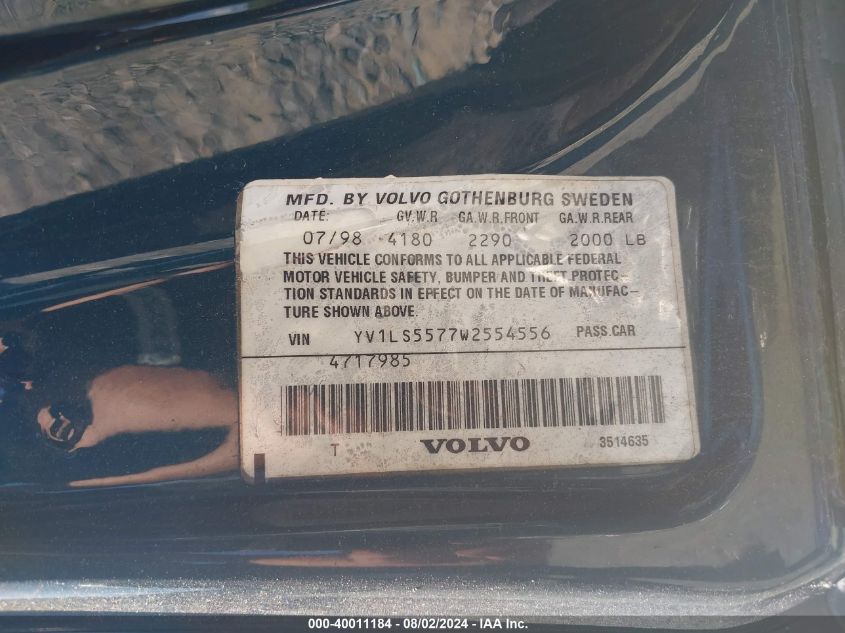 MFD. BY VOLVO GOTHENBURG SWEDEN
DATE: GV.W.R GA.W.R.FRONT GA.W.R.REAR
07/98 4180 2290 2000 LB
THIS VEHICLE CONFORMS TO ALL APPLICABLE FEDERAL
MOTOR VEHICLE SAFETY, BUMPER AND THEFT PROTEC–
TION STANDARDS IN EFFECT ON THE DATE OF MANUFAC–
TURE SHOWN ABOVE.
VIN YV1LS5577W2554556 PASS.CAR
4717985
T VOLVO 3514635
000-40011184 - 08/02/2024 - © IAA Inc.